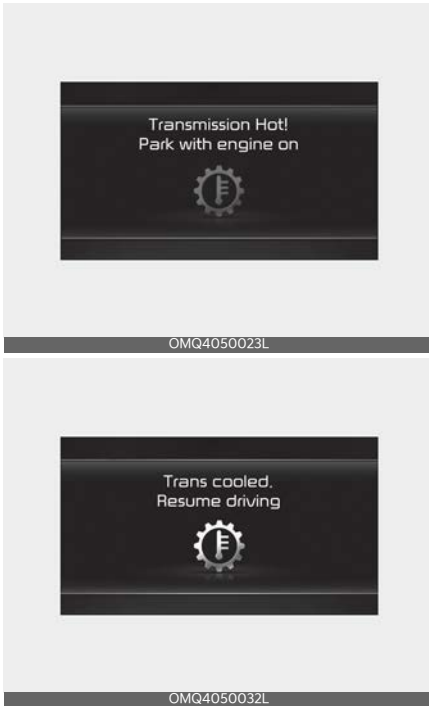 Transmission Hot!
Park with engine on
OMQ4050023L
Trans cooled,
Resume driving
OMQ4050032L